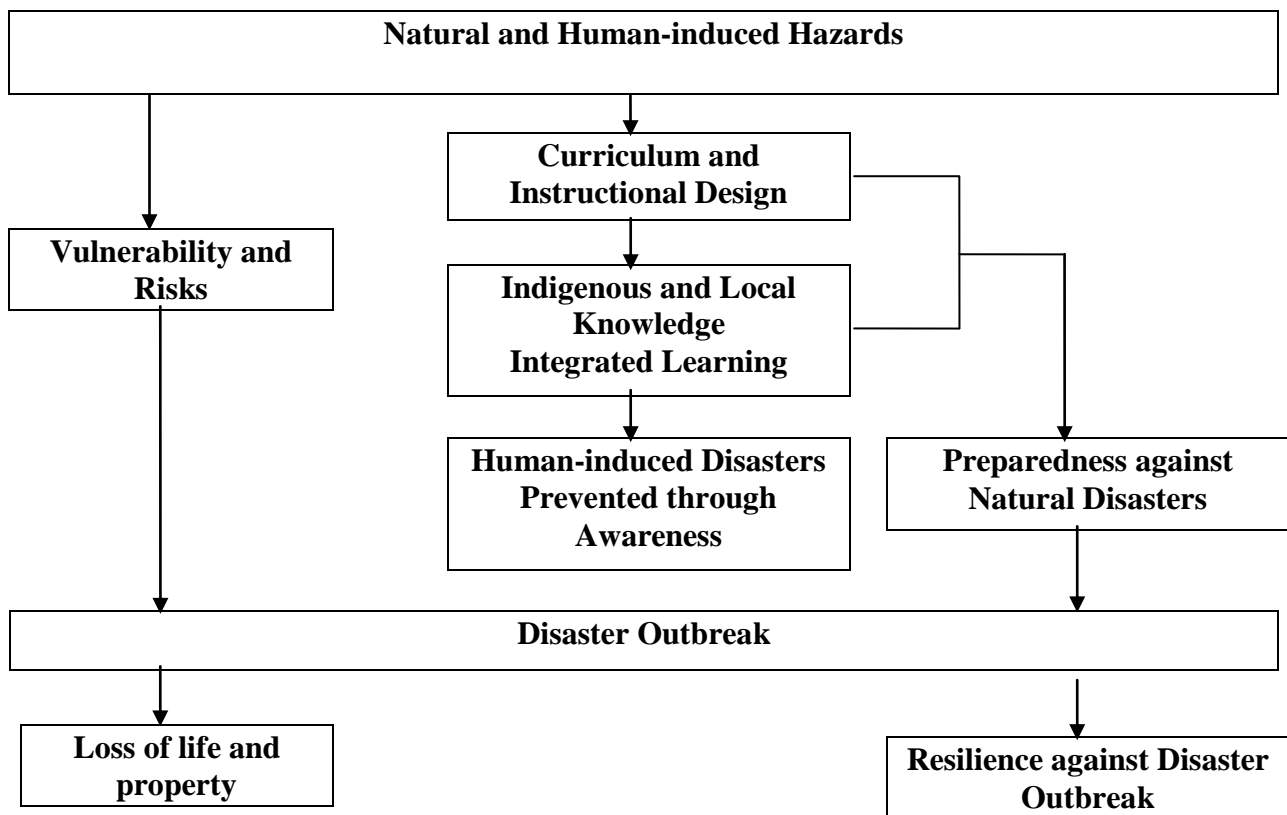 Natural and Human-induced Hazards
Curriculum and
Instructional Design
Vulnerability and
Risks
Indigenous and Local
Knowledge
Integrated Learning
Human-induced Disasters
Prevented through
Awareness
Preparedness against
Natural Disasters
Disaster Outbreak
Loss of life and
property
Resilience against Disaster
Outbreak